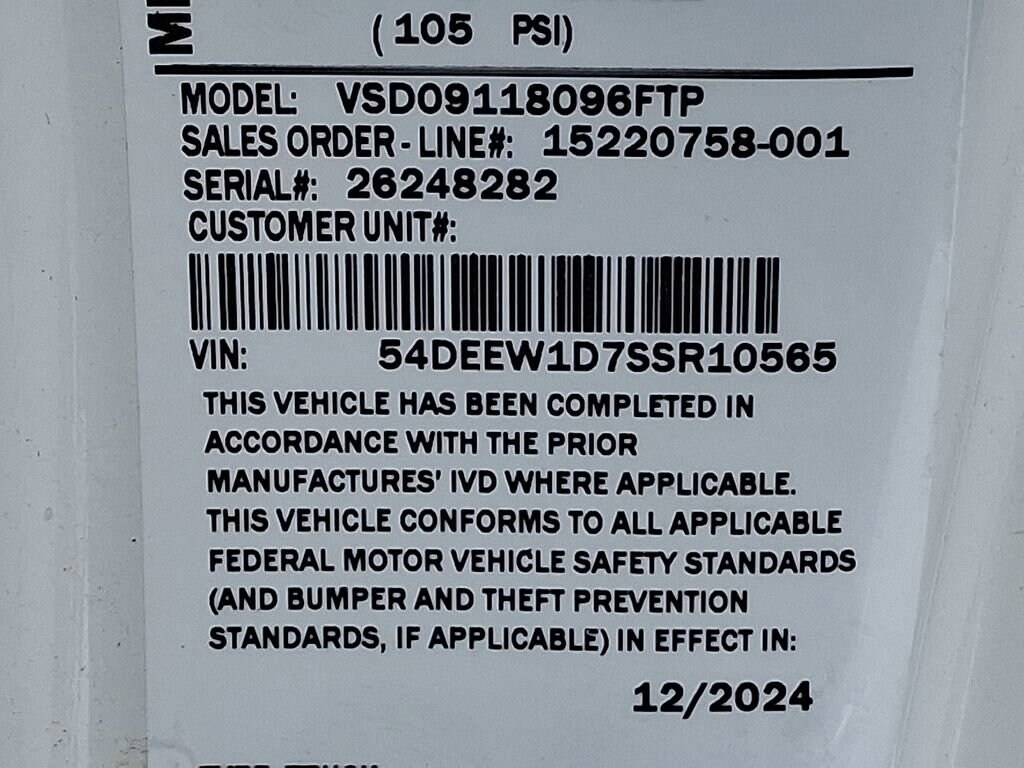 (105 PSI)
MODEL: VSD09118096FTP
SALES ORDER - LINE#: 15220758-001
SERIAL#: 26248282
CUSTOMER UNIT#:
VIN: 54DEEW1D7SSR10565
THIS VEHICLE HAS BEEN COMPLETED IN
ACCORDANCE WITH THE PRIOR
MANUFACTURES' IVD WHERE APPLICABLE.
THIS VEHICLE CONFORMS TO ALL APPLICABLE
FEDERAL MOTOR VEHICLE SAFETY STANDARDS
(AND BUMPER AND THEFT PREVENTION
STANDARDS, IF APPLICABLE) IN EFFECT IN:
12/2024